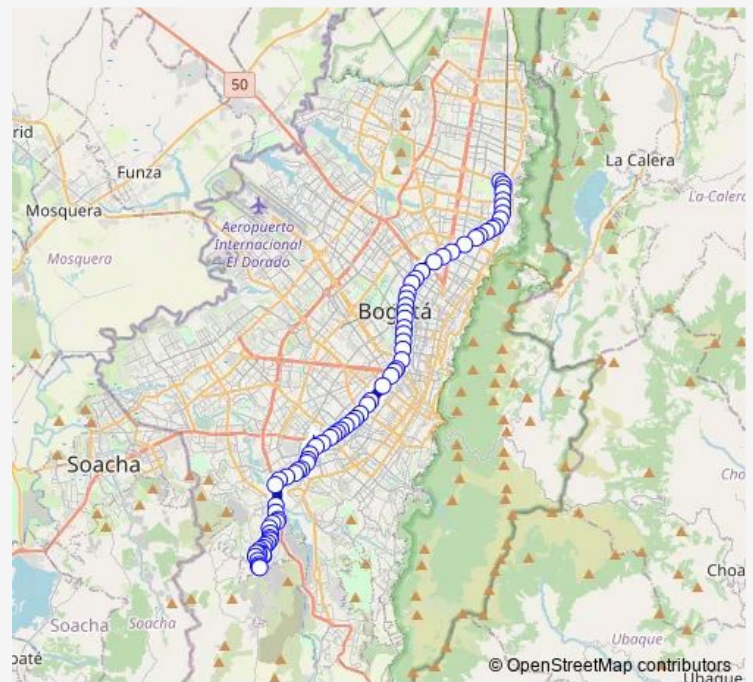 50
rid
Funza
La Calera
Mosquera
La-Calera
Aeropuerto
Internacional
El Dorado
Mosquera
Bogotá
Soacha
Cho
Choa
Soacha
Soacha
Ubaque
oaté
© OpenStreetMap contributors
Ubaque